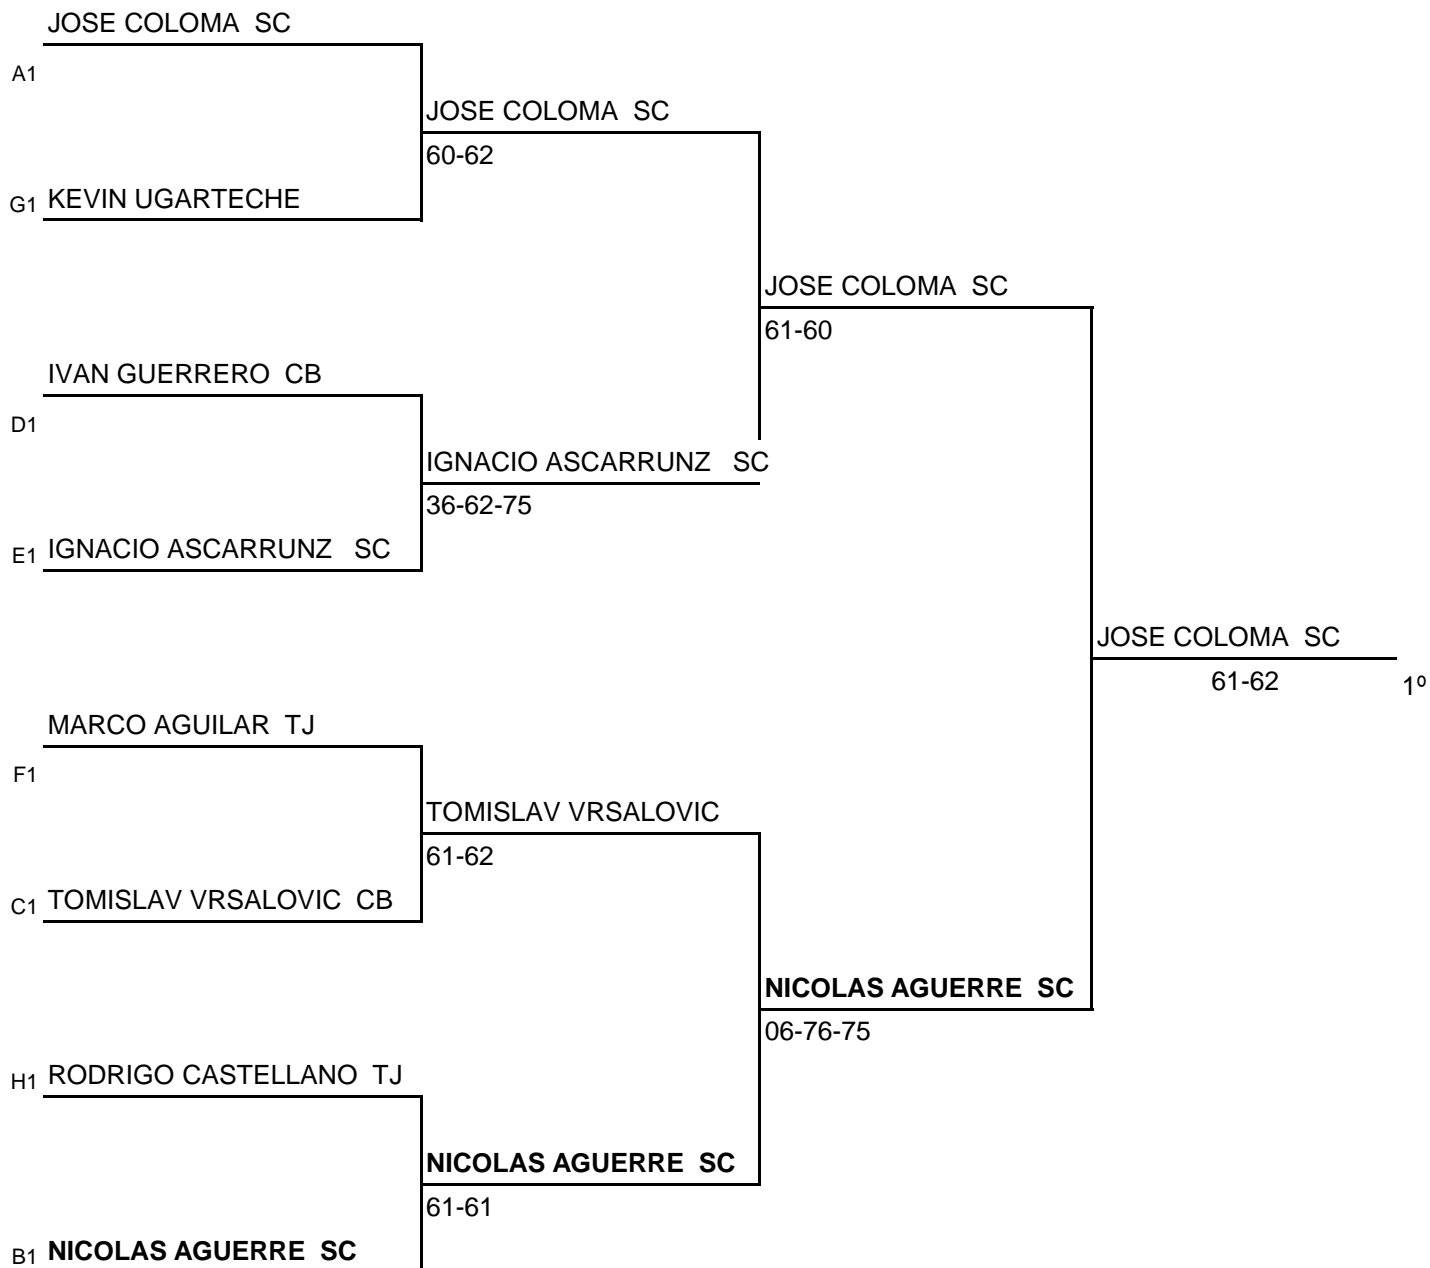 JOSE COLOMA  SC
A1
JOSE COLOMA  SC
60-62
G1 KEVIN UGARTECHE
JOSE COLOMA  SC
61-60
IVAN GUERRERO  CB
D1
IGNACIO ASCARRUNZ   SC
36-62-75
E1 IGNACIO ASCARRUNZ   SC
JOSE COLOMA  SC
61-62 1º
MARCO AGUILAR  TJ
F1
TOMISLAV VRSALOVIC
61-62
C1 TOMISLAV VRSALOVIC  CB
NICOLAS AGUERRE  SC
06-76-75
H1 RODRIGO CASTELLANO  TJ
NICOLAS AGUERRE  SC
61-61
B1 NICOLAS AGUERRE  SC